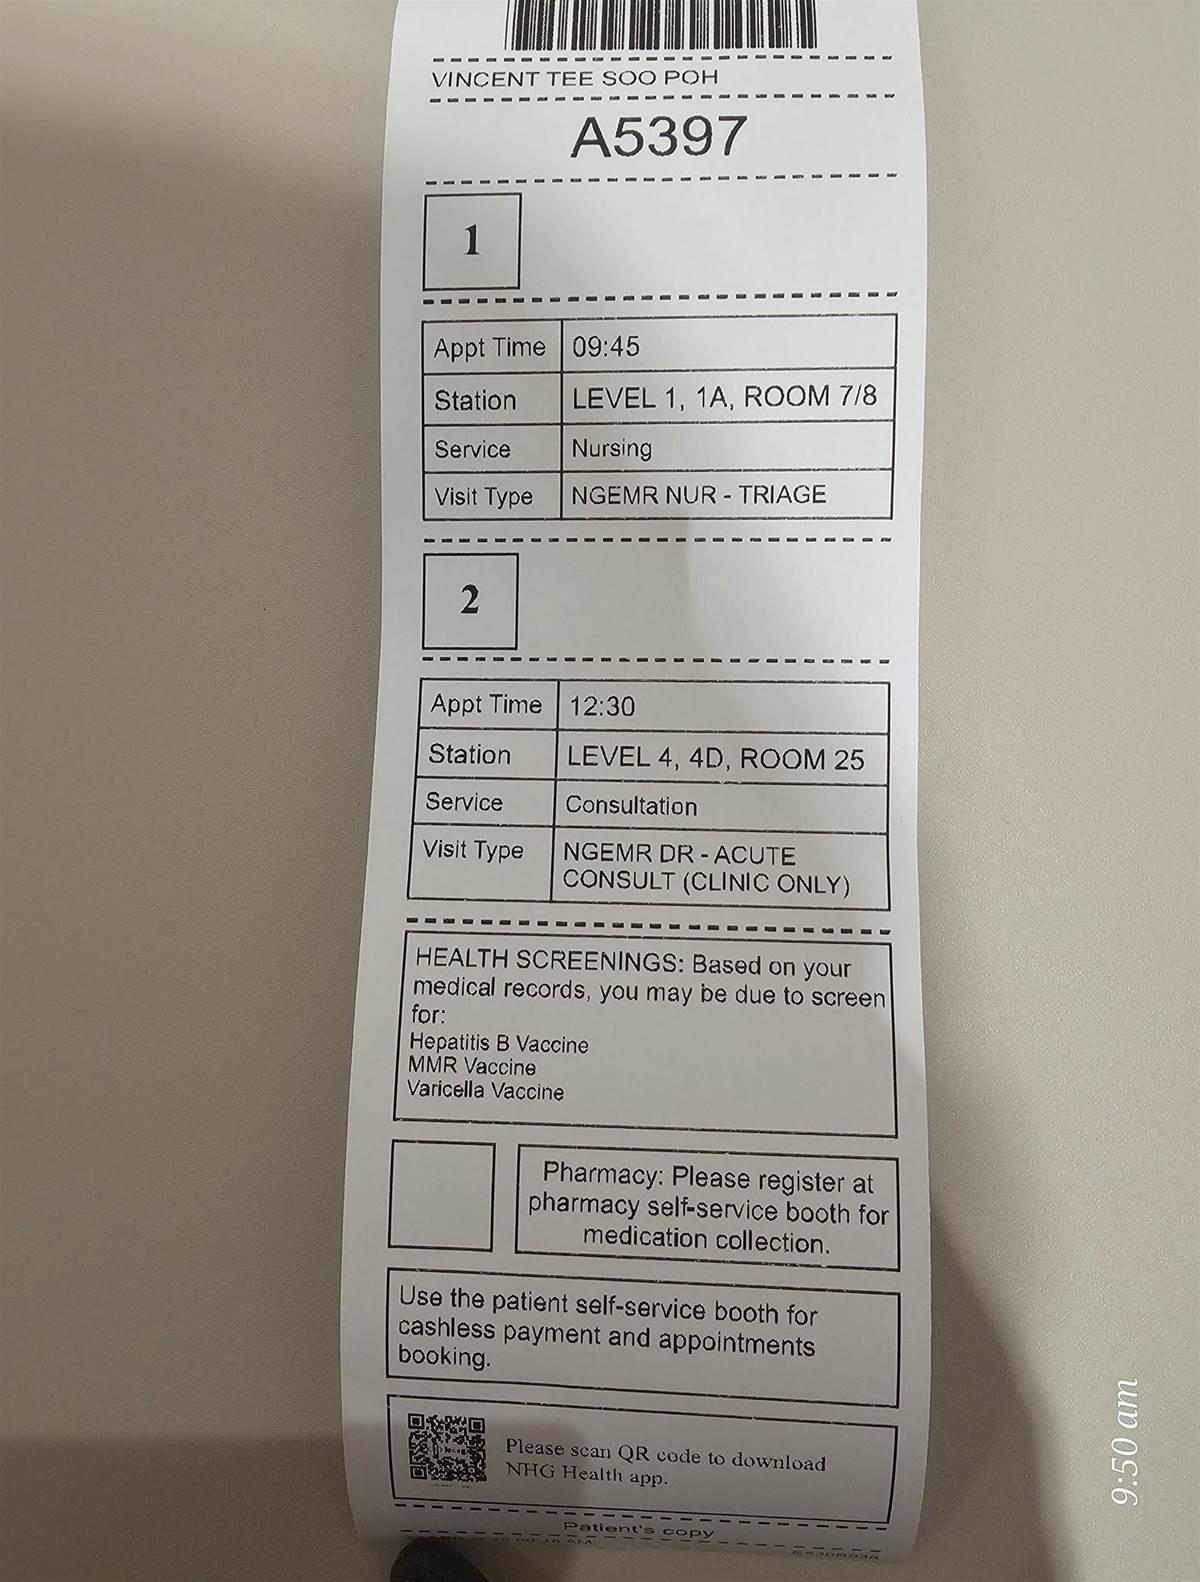 VINCENT TEE SOO POH
A5397
1
Appt Time 09:45
Station LEVEL 1, 1A, ROOM 7/8
Service Nursing
Visit Type NGEMR NUR - TRIAGE
2
Appt Time 12:30
Station LEVEL 4, 4D, ROOM 25
Service Consultation
Visit Type NGEMR DR - ACUTE
CONSULT (CLINIC ONLY)
HEALTH SCREENINGS: Based on your
medical records, you may be due to screen
for:
Hepatitis B Vaccine
MMR Vaccine
Varicella Vaccine
Pharmacy: Please register at
pharmacy self-service booth for
medication collection.
Use the patient self-service booth for
cashless payment and appointments
booking.
Please scan QR code to download
NHG Health app.
Patient's copy
AM
9:50 am